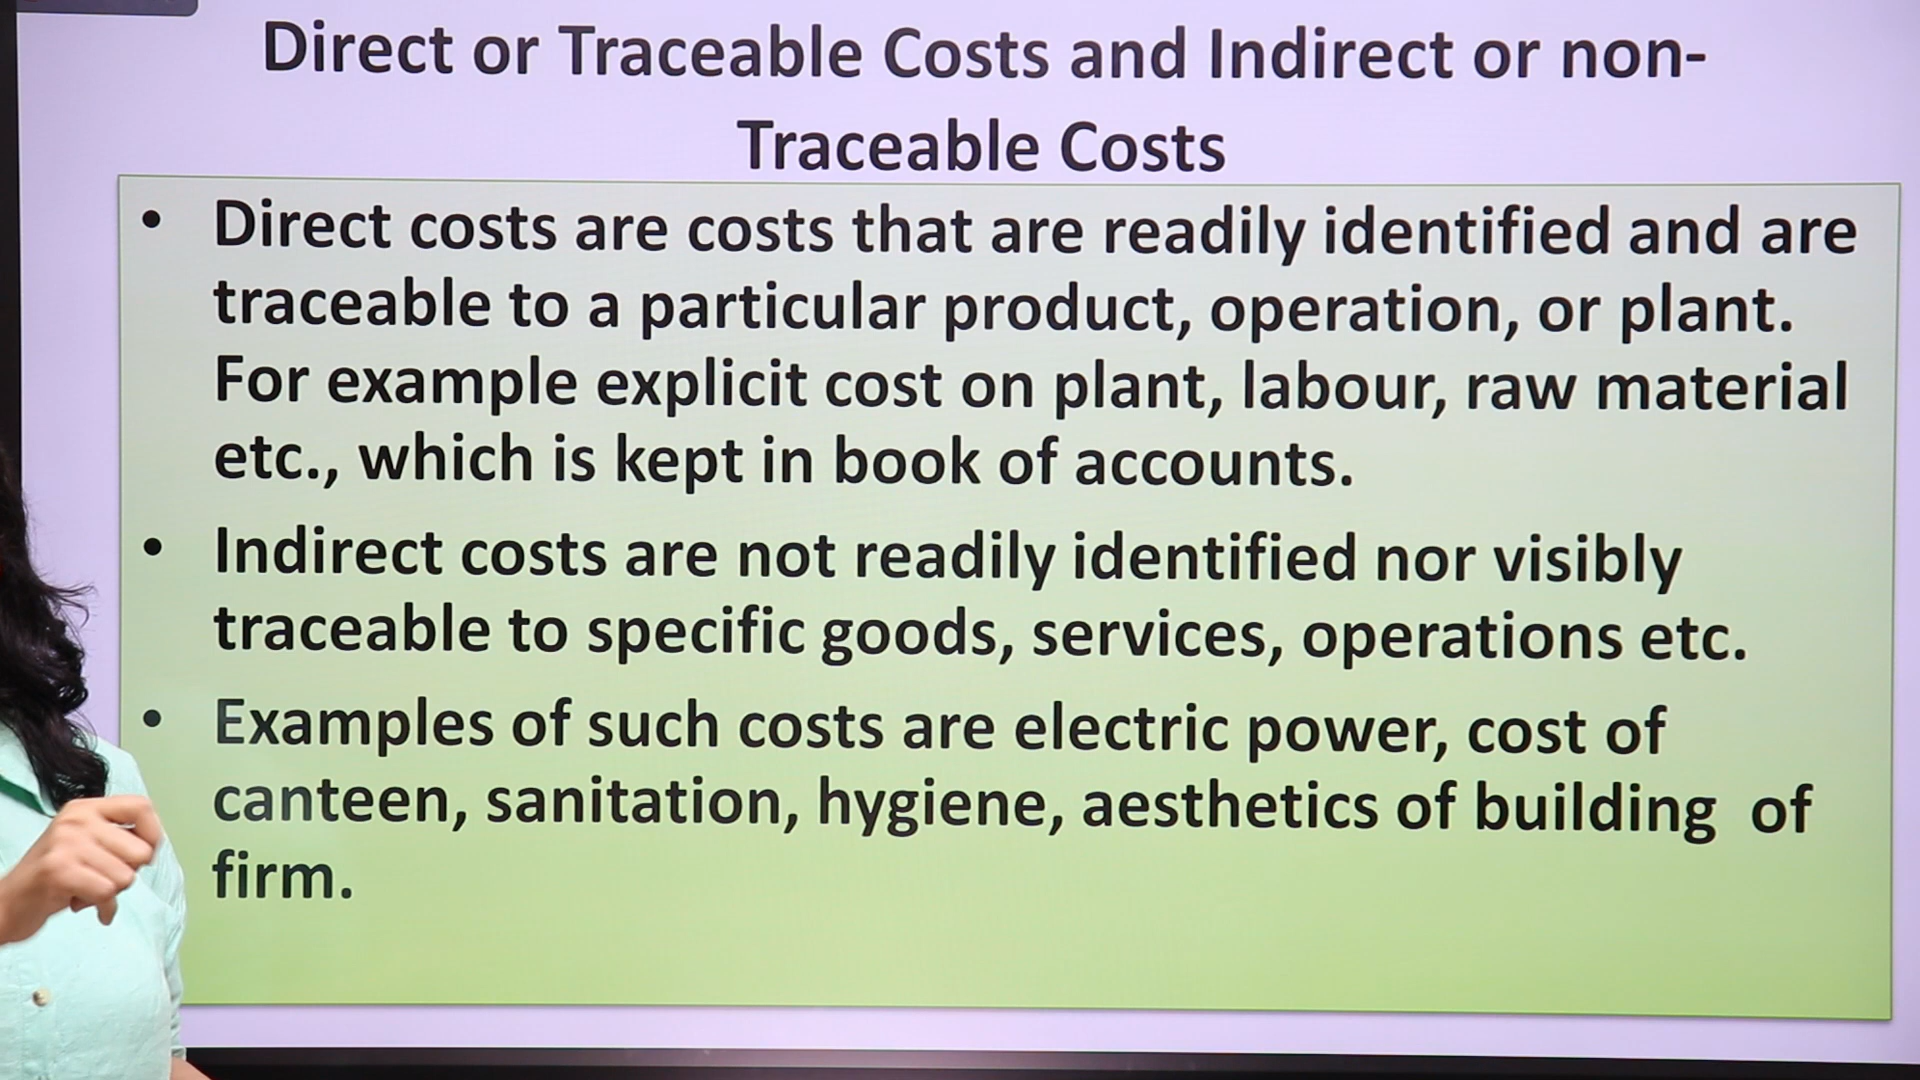 Direct or Traceable Costs and Indirect or non-
Traceable Costs
• Direct costs are costs that are readily identified and are
traceable to a particular product, operation, or plant.
For example explicit cost on plant, labour, raw material
etc., which is kept in book of accounts.
• Indirect costs are not readily identified nor visibly
traceable to specific goods, services, operations etc.
• Examples of such costs are electric power, cost of
canteen, sanitation, hygiene, aesthetics of building of
firm.